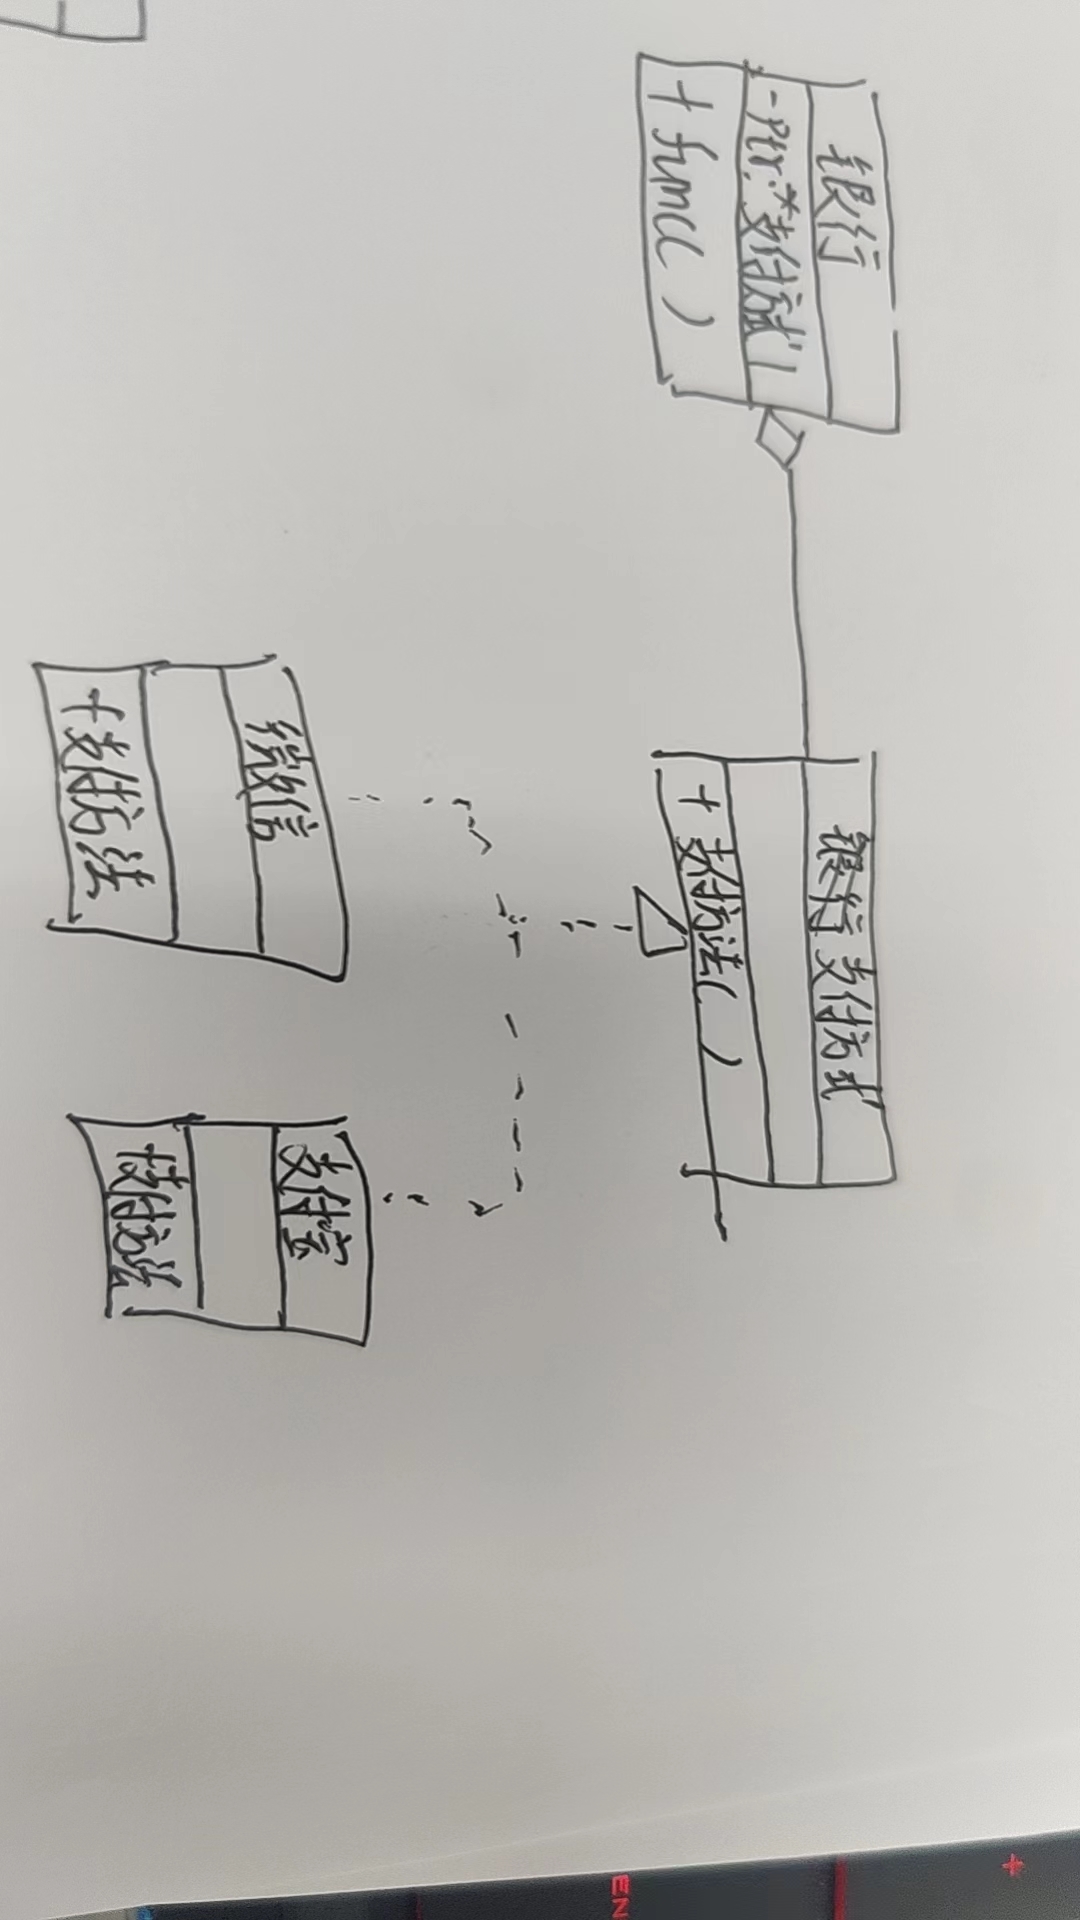 银行
-Ptr:*支付方式
+func()
银行支付方式
+支付方法()
微信
+支付方法
支付宝
+支付方法
EN
+